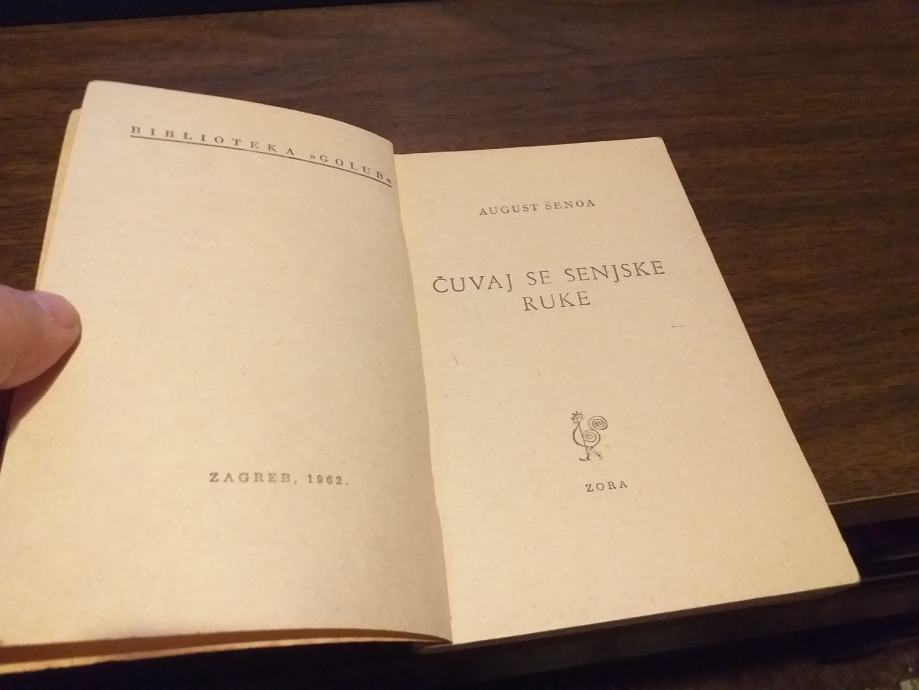 BIBLIOTEKA »GOLUB«
ZAGREB, 1962.
AUGUST ŠENOA
ČUVAJ SE SENJSKE
RUKE
ZORA